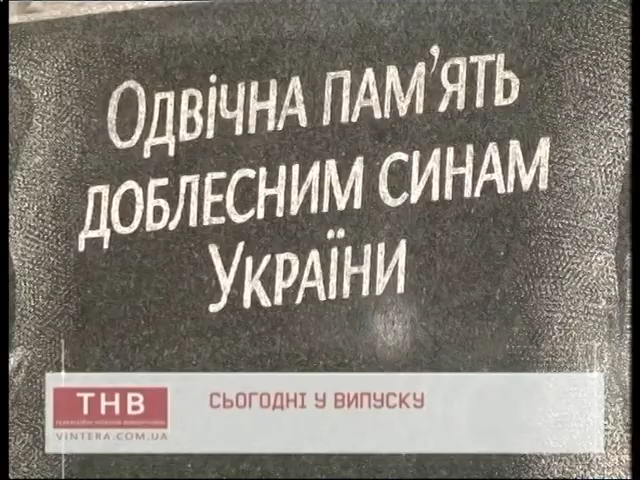 Одвічна пам'ять
доблесним синам
України
ТНВ
СЬОГОДНІ У ВИПУСКУ
VINTERA.COM.UA